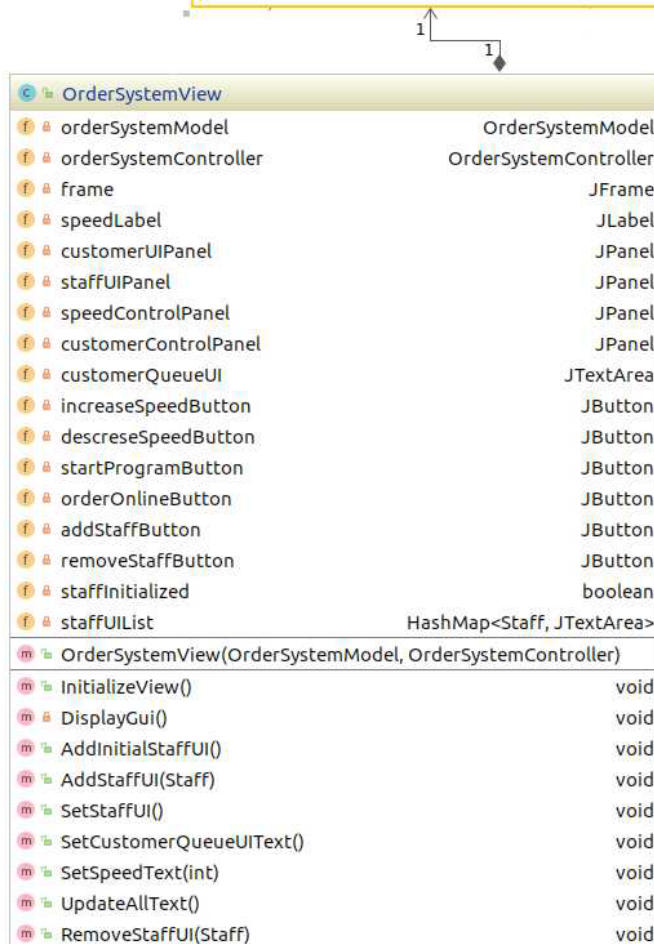 1
1
c OrderSystemView
f orderSystemModel OrderSystemModel
f orderSystemController OrderSystemController
f frame JFrame
f speedLabel JLabel
f customerUIPanel JPanel
f staffUIPanel JPanel
f speedControlPanel JPanel
f customerControlPanel JPanel
f customerQueueUI JTextArea
f increaseSpeedButton JButton
f descreseSpeedButton JButton
f startProgramButton JButton
f orderOnlineButton JButton
f addStaffButton JButton
f removeStaffButton JButton
f staffInitialized boolean
f staffUIList HashMap<Staff, JTextArea>
m OrderSystemView(OrderSystemModel, OrderSystemController)
m InitializeView() void
m DisplayGui() void
m AddInitialStaffUI() void
m AddStaffUI(Staff) void
m SetStaffUI() void
m SetCustomerQueueUIText() void
m SetSpeedText(int) void
m UpdateAllText() void
m RemoveStaffUI(Staff) void